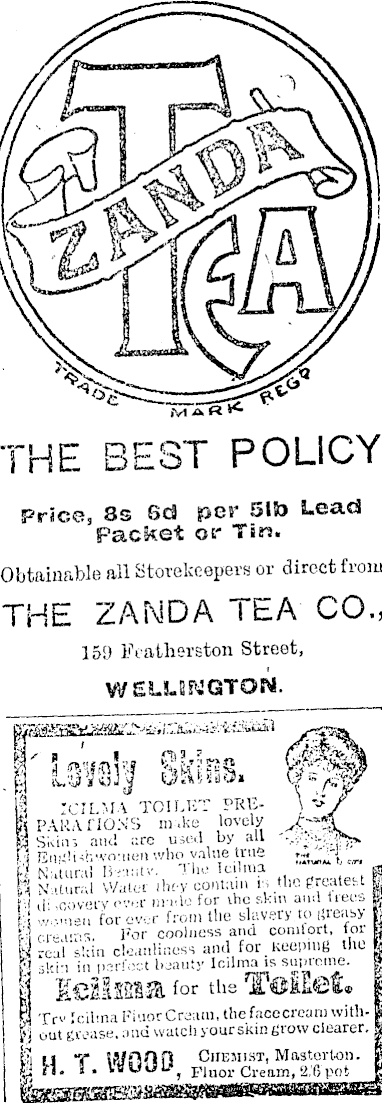 ZANDA
TEA
TRADE MARK REGD
THE BEST POLICY
Price, 8s 6d per 5lb Lead
Packet or Tin.
Obtainable all Storekeepers or direct from
THE ZANDA TEA CO.,
159 Featherston Street,
WELLINGTON.
Lovely Skins.
ICILMA TOILET PRE-
PARATIONS make lovely
Skins and are used by all
Englishwomen who value true
Natural Beauty. The Icilma
Natural Water they contain is the greatest
discovery ever made for the skin and frees
women for ever from the slavery to greasy
creams. For coolness and comfort, for
real skin cleanliness and for keeping the
skin in perfect beauty Icilma is supreme.
Icilma for the Toilet.
Try Icilma Fluor Cream, the face cream with-
out grease, and watch your skin grow clearer.
H. T. WOOD, CHEMIST, Masterton.
Fluor Cream, 2/6 pot